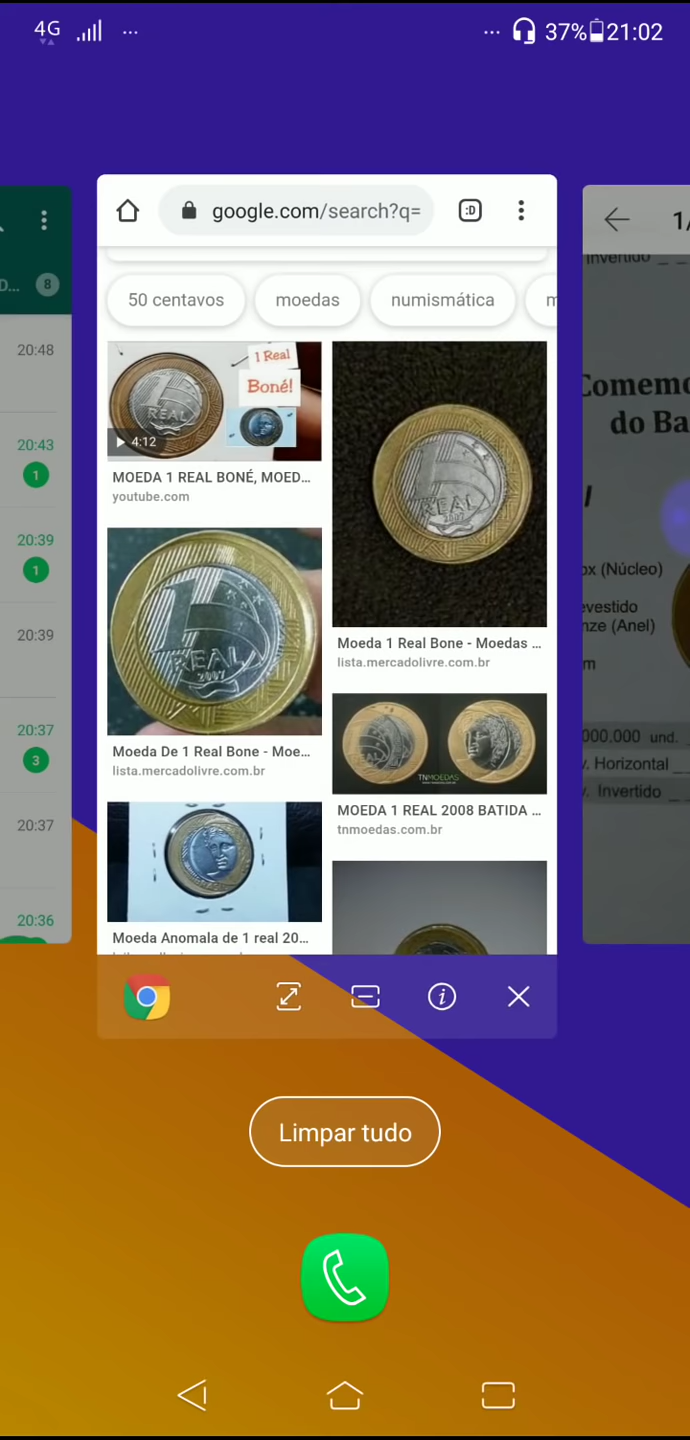 4G
37%
21:02
D...
8
20:48
20:43
1
20:39
1
20:39
20:37
3
20:37
20:36
google.com/search?q=
:D
50 centavos
moedas
numismática
m
1 Real
Boné!
REAL
4:12
MOEDA 1 REAL BONÉ, MOED...
youtube.com
REAL
2007
Moeda 1 Real Bone - Moedas ...
lista.mercadolivre.com.br
REAL
2007
Moeda De 1 Real Bone - Moe...
lista.mercadolivre.com.br
TNMOEDAS
MOEDA 1 REAL 2008 BATIDA ...
tnmoedas.com.br
Moeda Anomala de 1 real 20...
1/
Invertido _ _
Comemo
do Ba
ox (Núcleo)
evestido
nze (Anel)
m
000.000 und.
v. Horizontal _
v. Invertido _
Limpar tudo